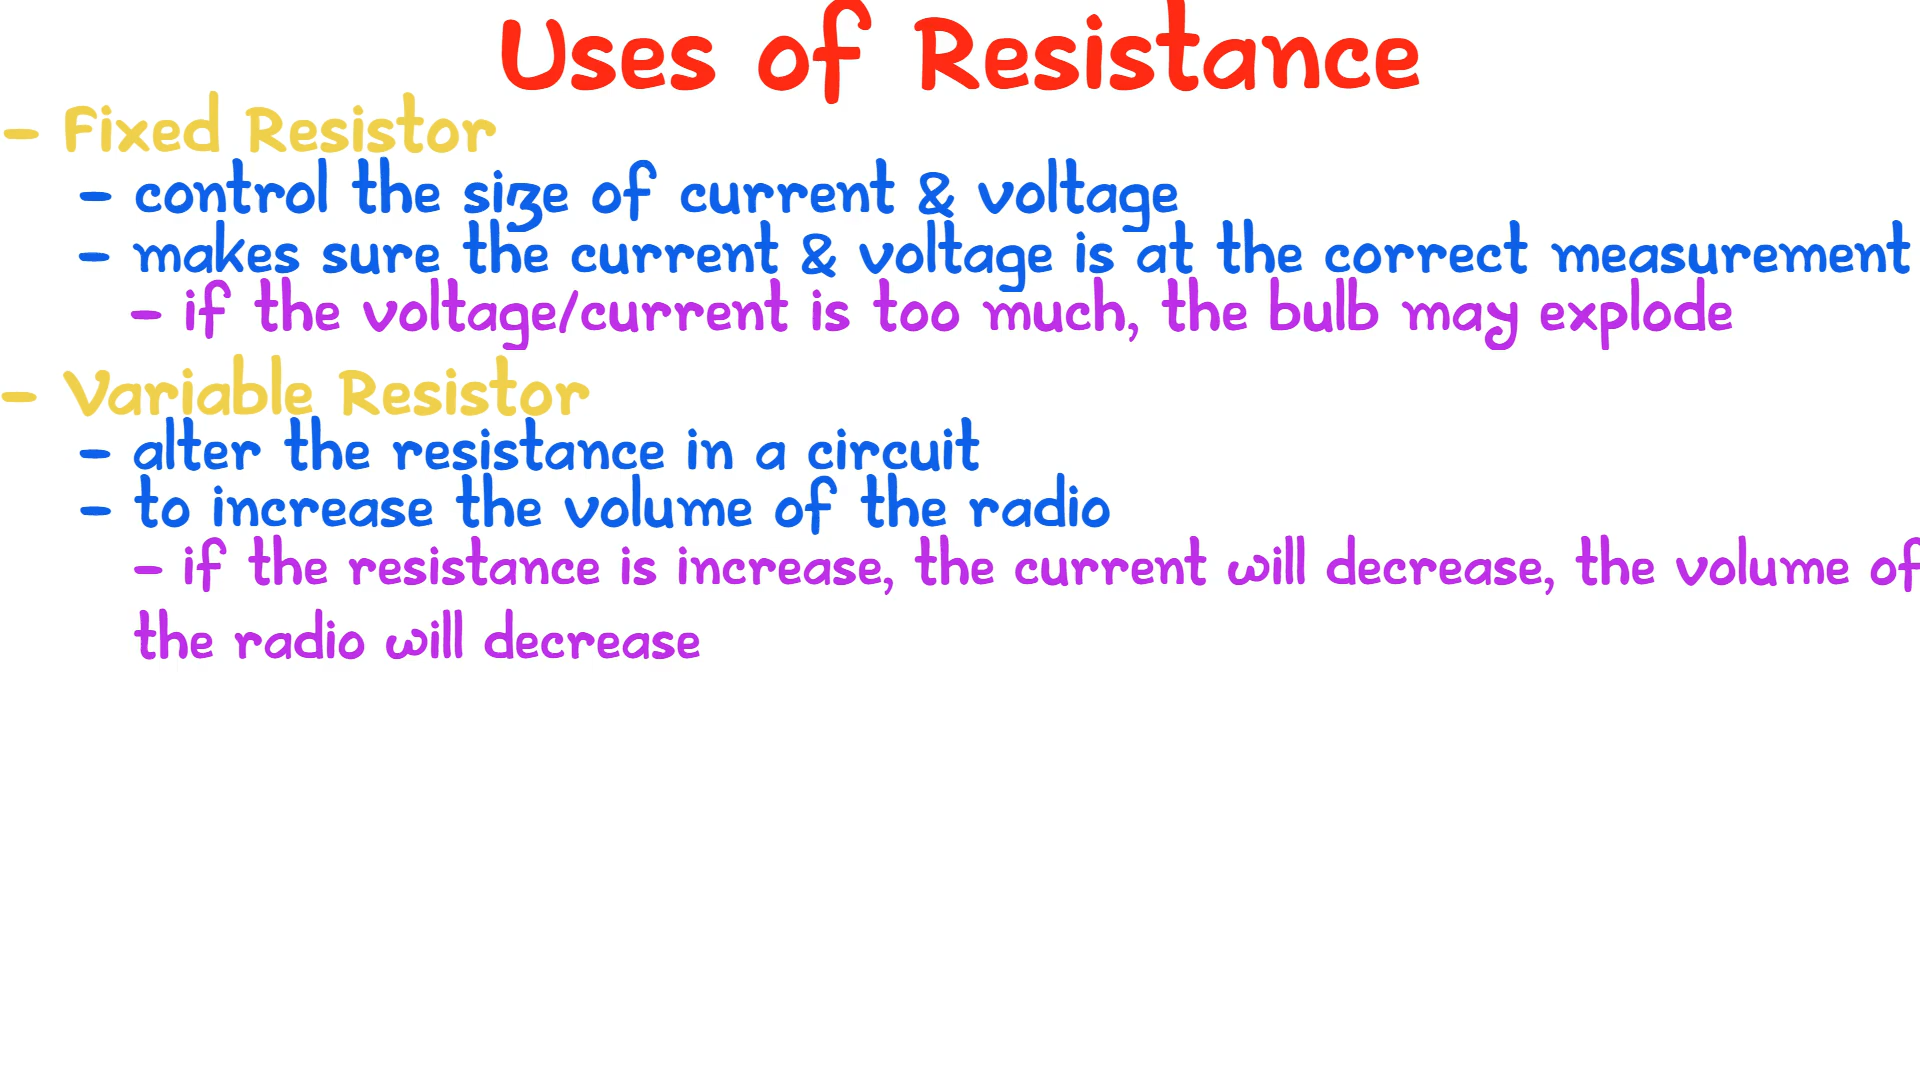 Uses of Resistance
- Fixed Resistor
- control the size of current & voltage
- makes sure the current & voltage is at the correct measurement
- if the voltage/current is too much, the bulb may explode
- Variable Resistor
- alter the resistance in a circuit
- to increase the volume of the radio
- if the resistance is increase, the current will decrease, the volume of
the radio will decrease